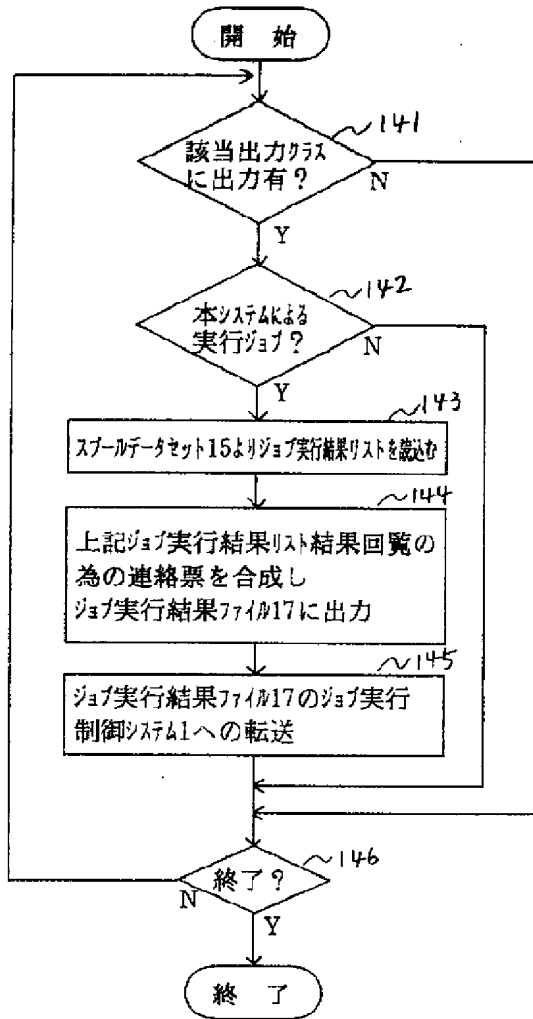 開 始
141
該当出力クラス
に出力有？
N
Y
142
本システムによる
実行ジョブ？
N
Y
143
スプールデータセット15よりジョブ実行結果リストを読込む
144
上記ジョブ実行結果リスト結果回覧の
為の連絡票を合成し
ジョブ実行結果ファイル17に出力
145
ジョブ実行結果ファイル17のジョブ実行
制御システム1への転送
146
終了？
N
Y
終 了